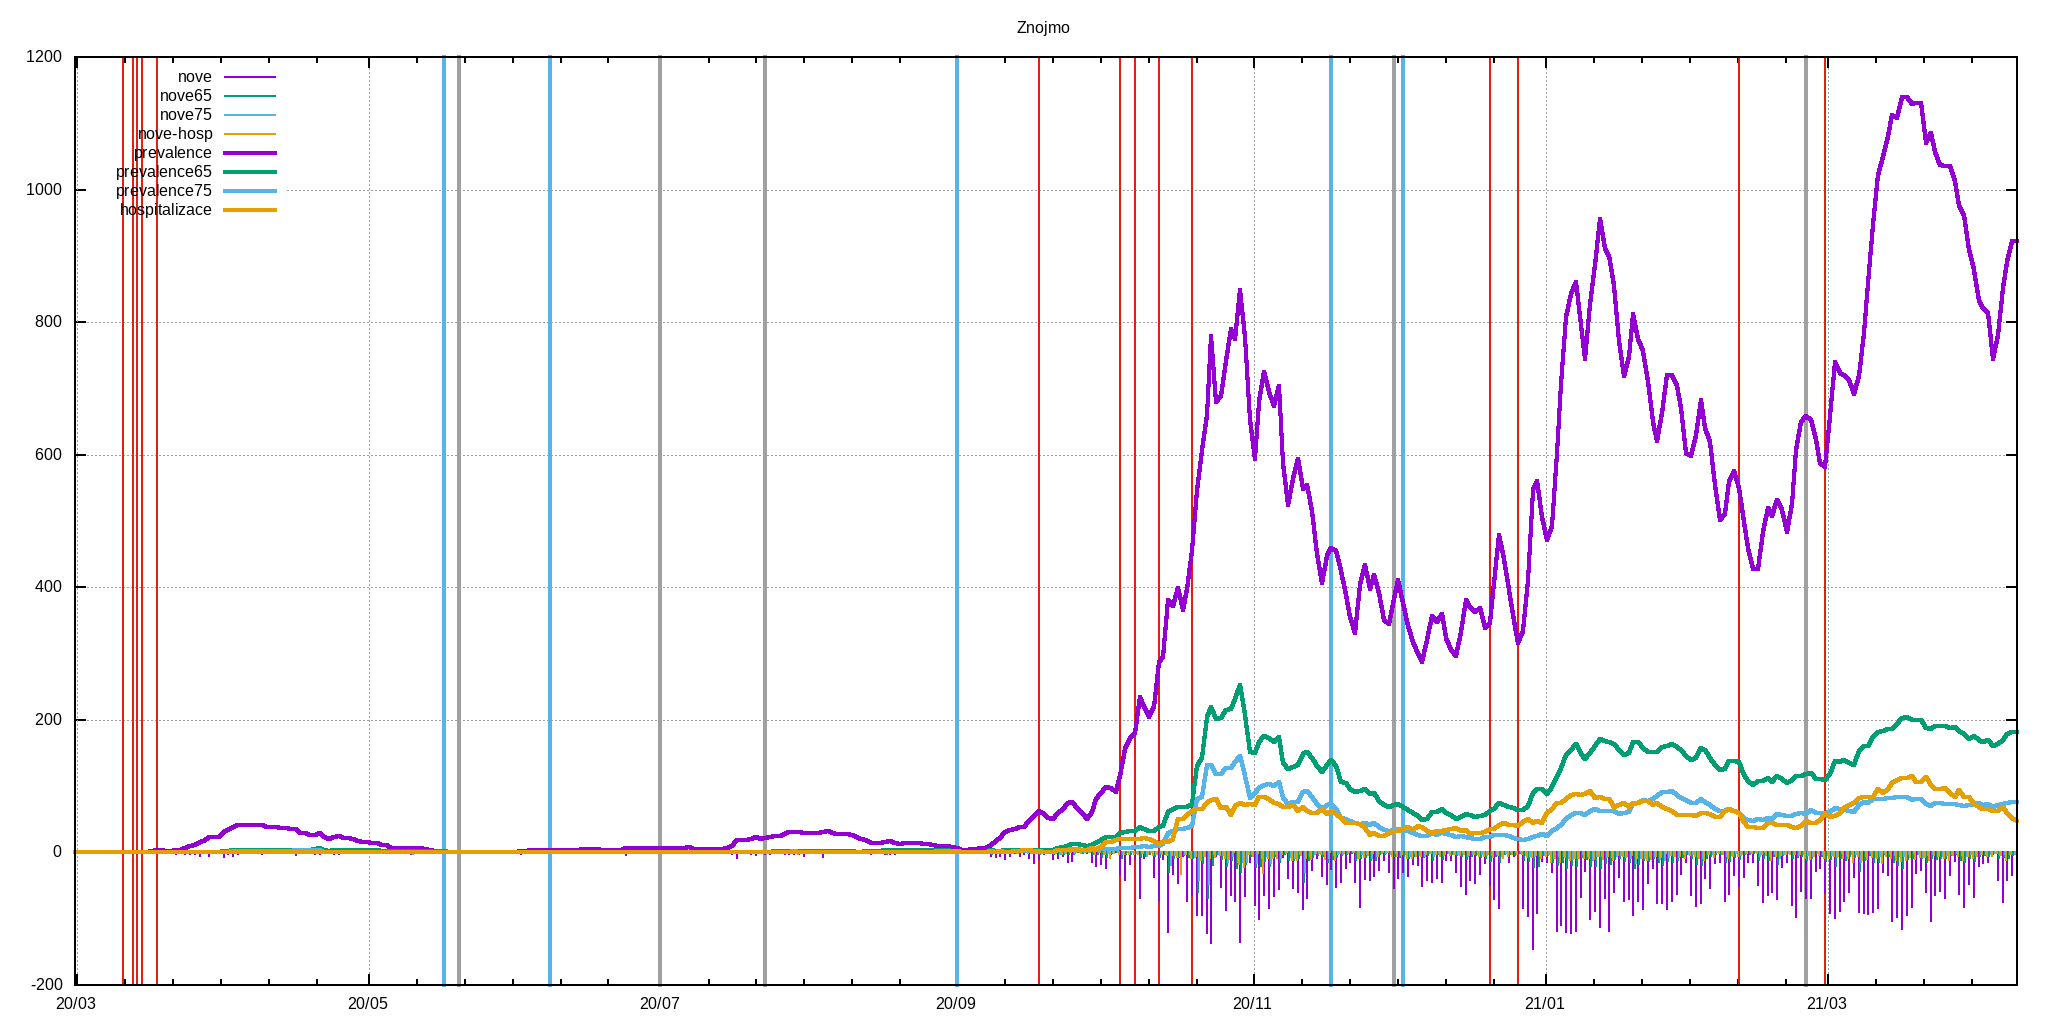 Znojmo
1200
nove
nove65
nove75
nove-hosp
prevalence
prevalence65
prevalence75
hospitalizace
1000
800
600
400
200
0
-200
20/03 20/05 20/07 20/09 20/11 21/01 21/03